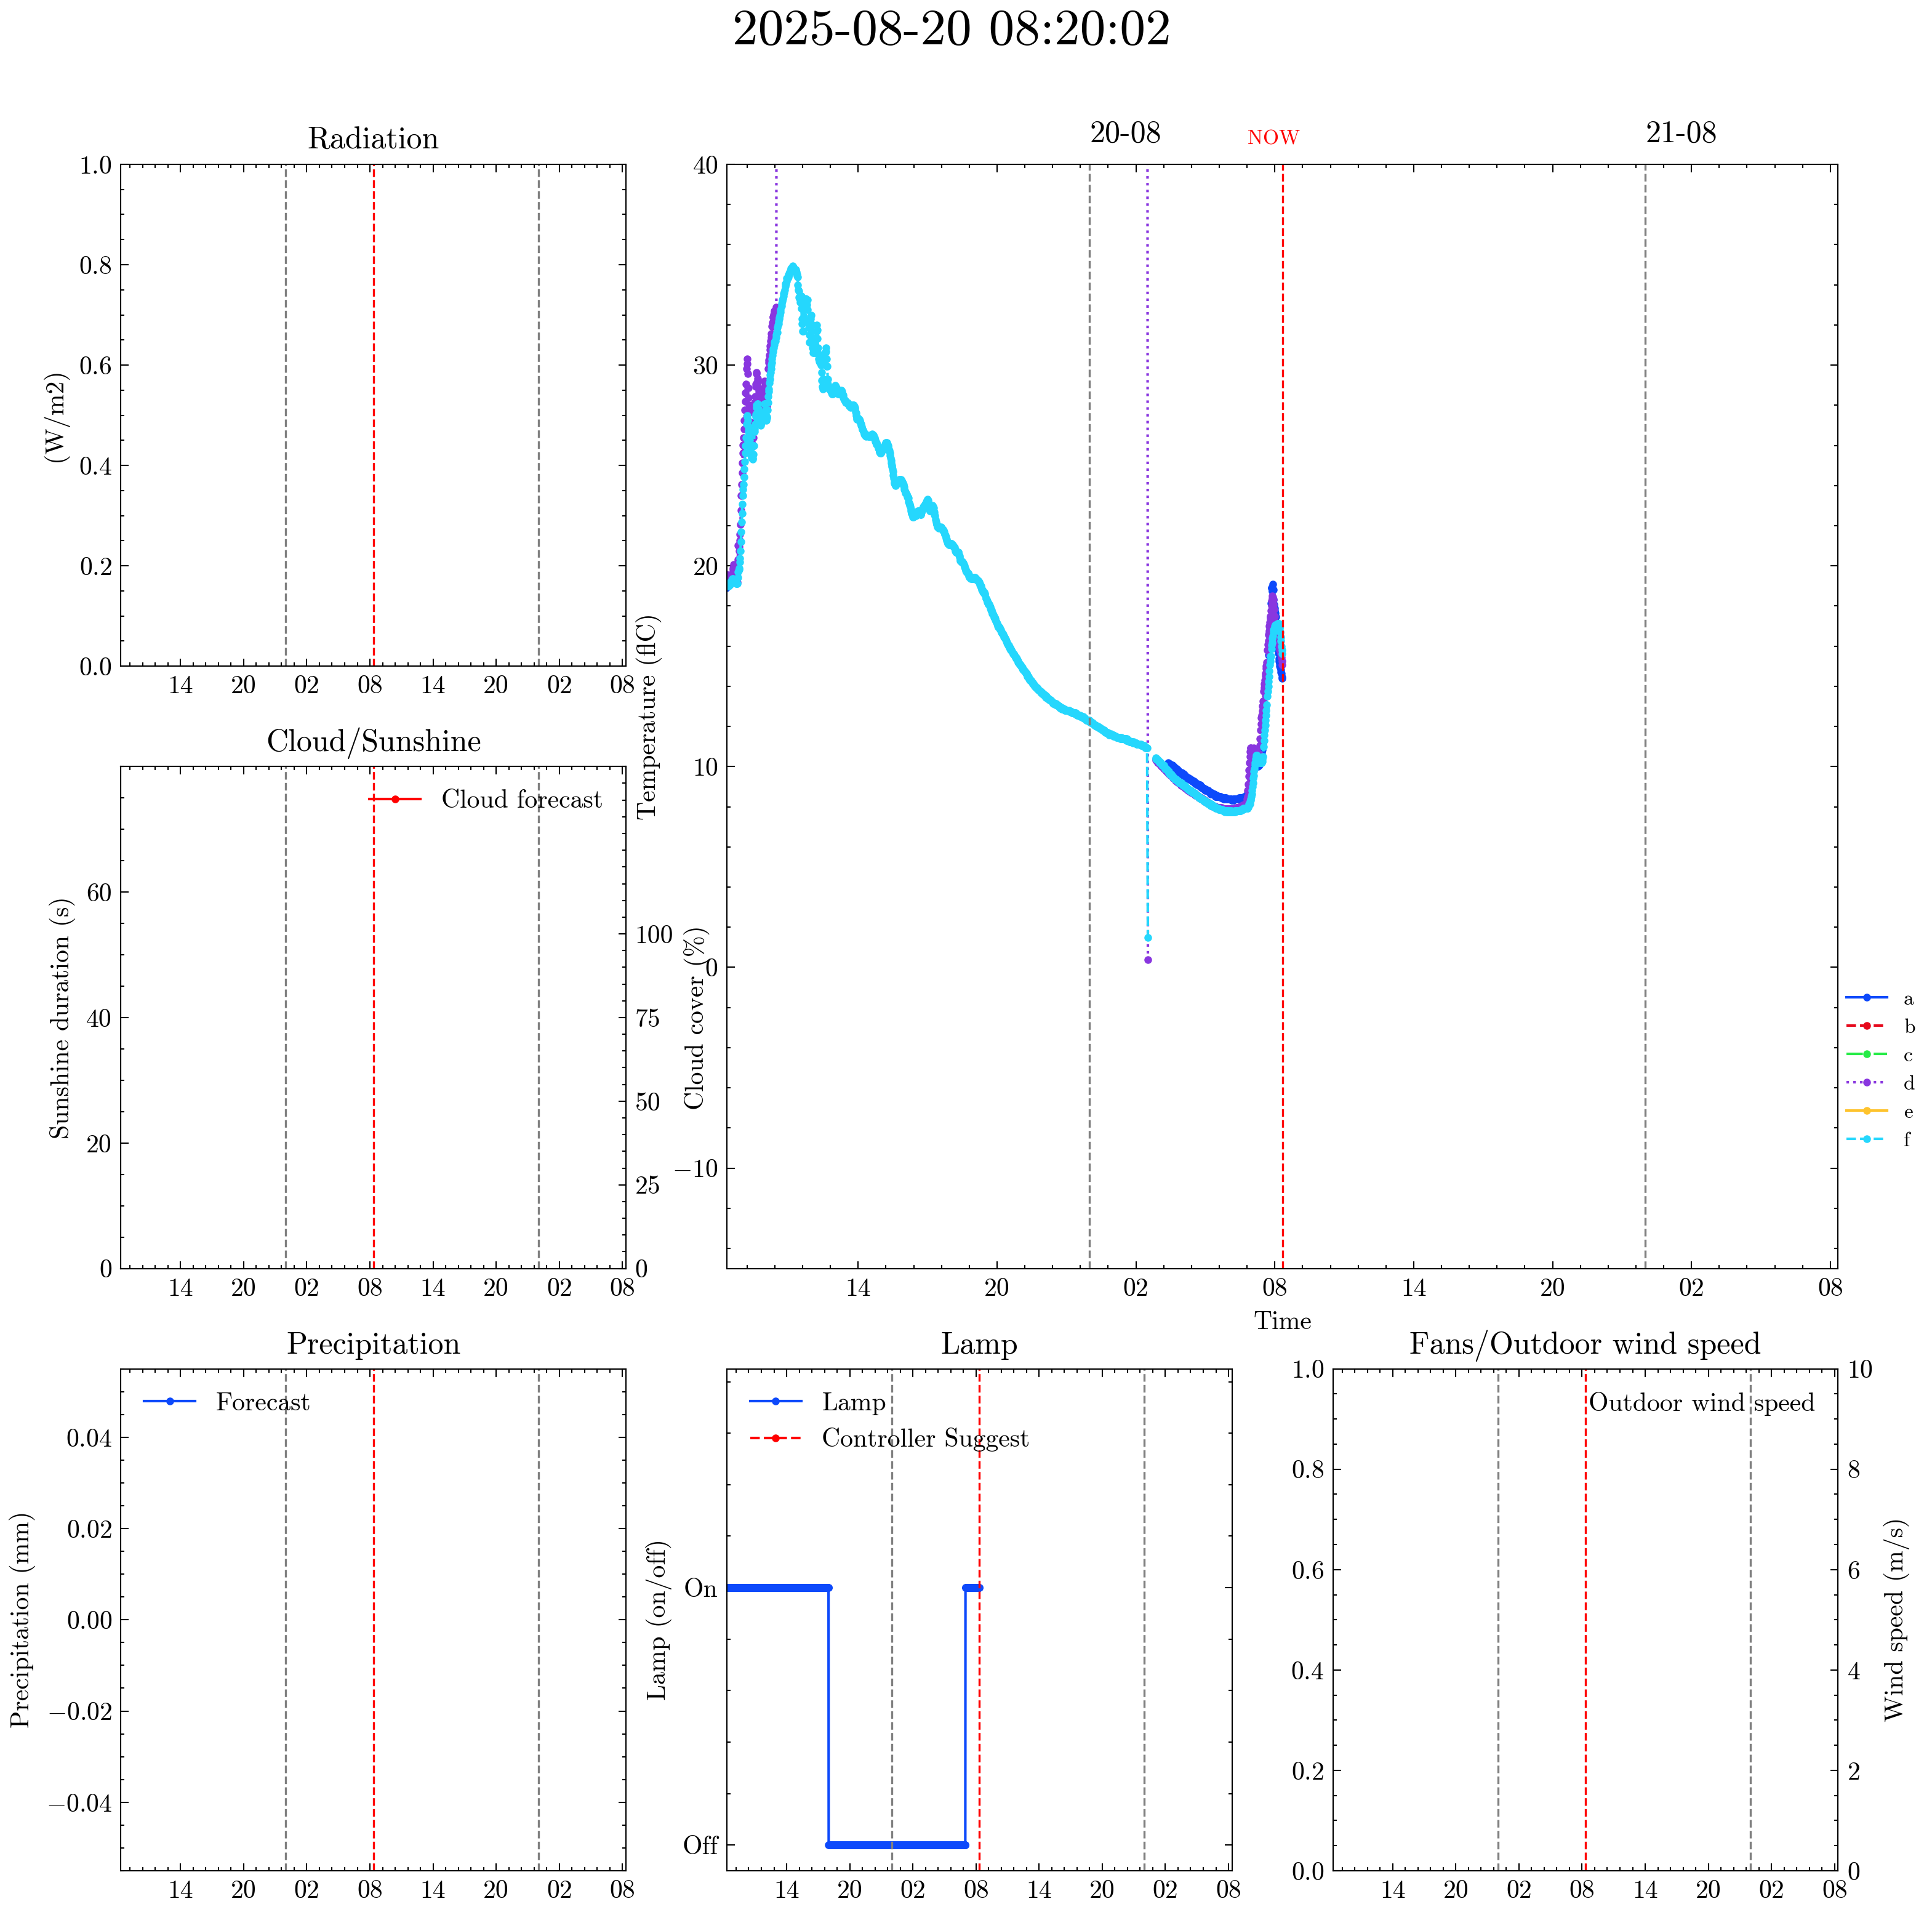 2025-08-20 08:20:02
Radiation
1.0
0.8
0.6
0.4
0.2
0.0
(W/m2)
14 20 02 08 14 20 02 08
20-08 NOW 21-08
40
30
20
10
0
−10
Temperature (flC)
14 20 02 08 14 20 02 08
Time
a
b
c
d
e
f
Cloud/Sunshine
Cloud forecast
60
40
20
0
Sunshine duration (s)
100
75
50
25
0
Cloud cover (%)
14 20 02 08 14 20 02 08
Precipitation
Forecast
0.04
0.02
0.00
−0.02
−0.04
Precipitation (mm)
14 20 02 08 14 20 02 08
Lamp
Lamp
Controller Suggest
On
Off
Lamp (on/off)
14 20 02 08 14 20 02 08
Fans/Outdoor wind speed
Outdoor wind speed
1.0
0.8
0.6
0.4
0.2
0.0
10
8
6
4
2
0
Wind speed (m/s)
14 20 02 08 14 20 02 08